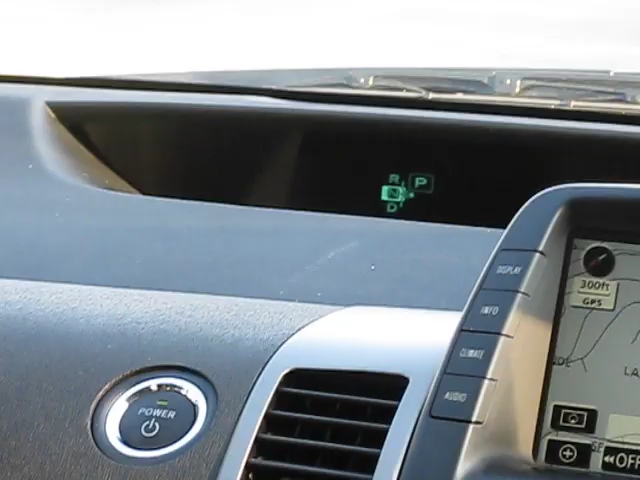 R P
N
D
DISPLAY
300ft
INFO
GPS
CLIMATE
AUDIO
POWER
OFF